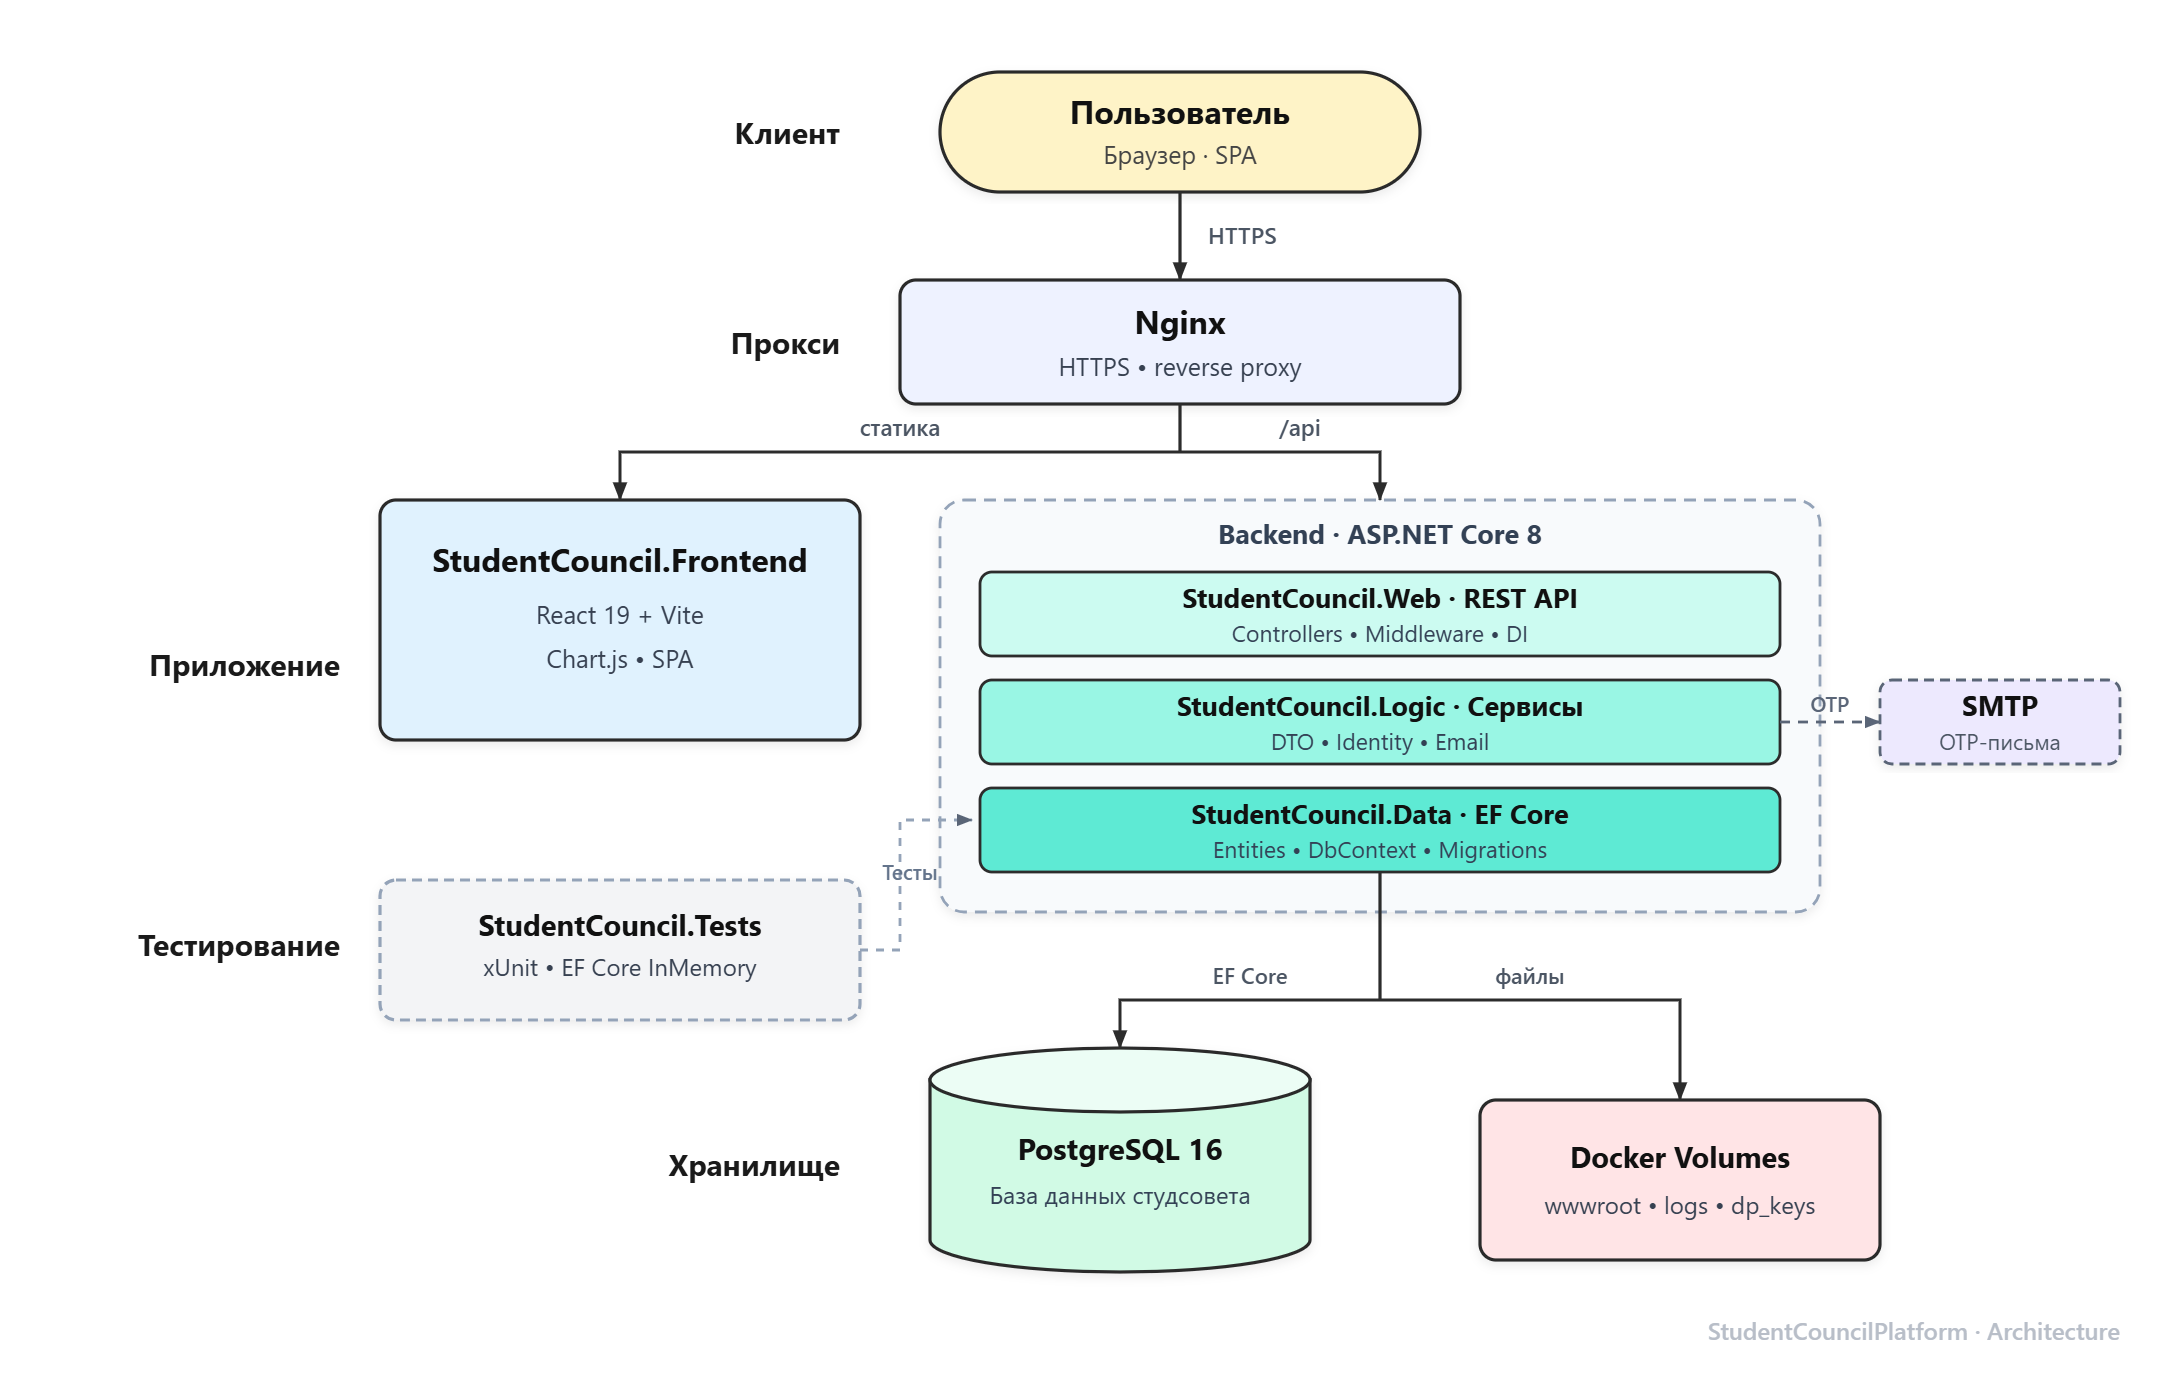 Клиент
Пользователь
Браузер · SPA
HTTPS
Прокси
Nginx
HTTPS • reverse proxy
статика
/api
Приложение
StudentCouncil.Frontend
React 19 + Vite
Chart.js • SPA
Backend · ASP.NET Core 8
StudentCouncil.Web · REST API
Controllers • Middleware • DI
StudentCouncil.Logic · Сервисы
DTO • Identity • Email
OTP
SMTP
OTP-письма
StudentCouncil.Data · EF Core
Entities • DbContext • Migrations
Тесты
Тестирование
StudentCouncil.Tests
xUnit • EF Core InMemory
EF Core
файлы
Хранилище
PostgreSQL 16
База данных студсовета
Docker Volumes
wwwroot • logs • dp_keys
StudentCouncilPlatform · Architecture